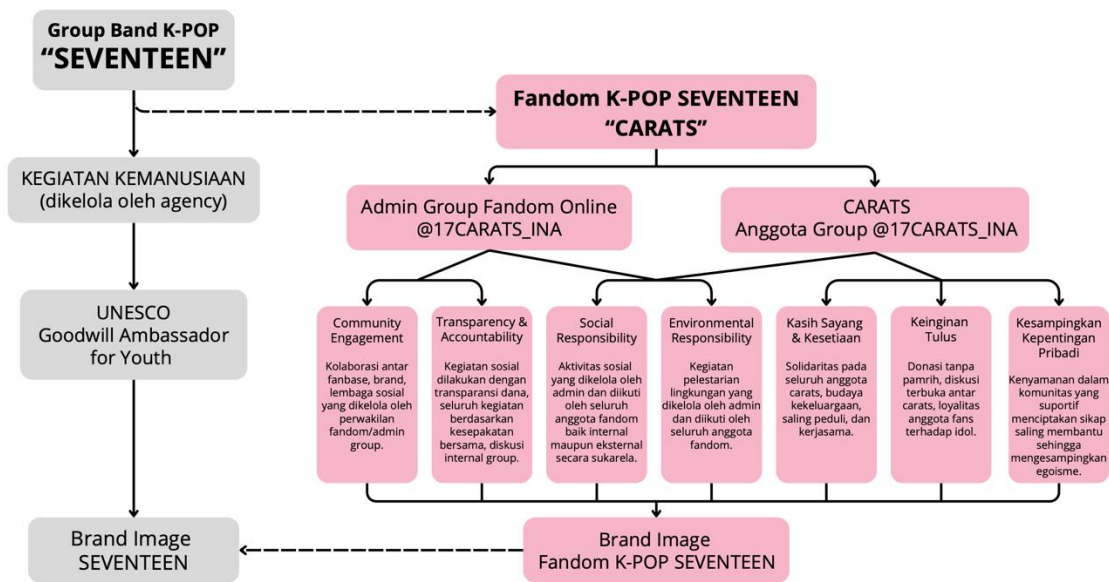 Group Band K-POP
“SEVENTEEN”
KEGIATAN KEMANUSIAAN
(dikelola oleh agency)
UNESCO
Goodwill Ambassador
for Youth
Brand Image
SEVENTEEN
Fandom K-POP SEVENTEEN
“CARATS”
Admin Group Fandom Online
@17CARATS_INA
CARATS
Anggota Group @17CARATS_INA
Community
Engagement
Kolaborasi antar
fanbase, brand,
lembaga sosial
yang dikelola oleh
perwakilan
fandom/admin
group.
Transparency &
Accountability
Kegiatan sosial
dilakukan dengan
transparansi dana,
seluruh kegiatan
berdasarkan
kesepakatan
bersama, diskusi
internal group.
Social
Responsibility
Aktivitas sosial
yang dikelola oleh
admin dan diikuti
oleh seluruh
anggota fandom
baik internal
maupun eksternal
secara sukarela.
Environmental
Responsibility
Kegiatan
pelestarian
lingkungan yang
dikelola oleh admin
dan diikuti oleh
seluruh anggota
fandom.
Kasih Sayang
& Kesetiaan
Solidaritas pada
seluruh anggota
carats, budaya
kekeluargaan,
saling peduli, dan
kerjasama.
Keinginan
Tulus
Donasi tanpa
pamrih, diskusi
terbuka antar
carats, loyalitas
anggota fans
terhadap idol.
Kesampingkan
Kepentingan
Pribadi
Kenyamanan dalam
komunitas yang
suportif
menciptakan sikap
saling membantu
sehingga
mengesampingkan
egoisme.
Brand Image
Fandom K-POP SEVENTEEN